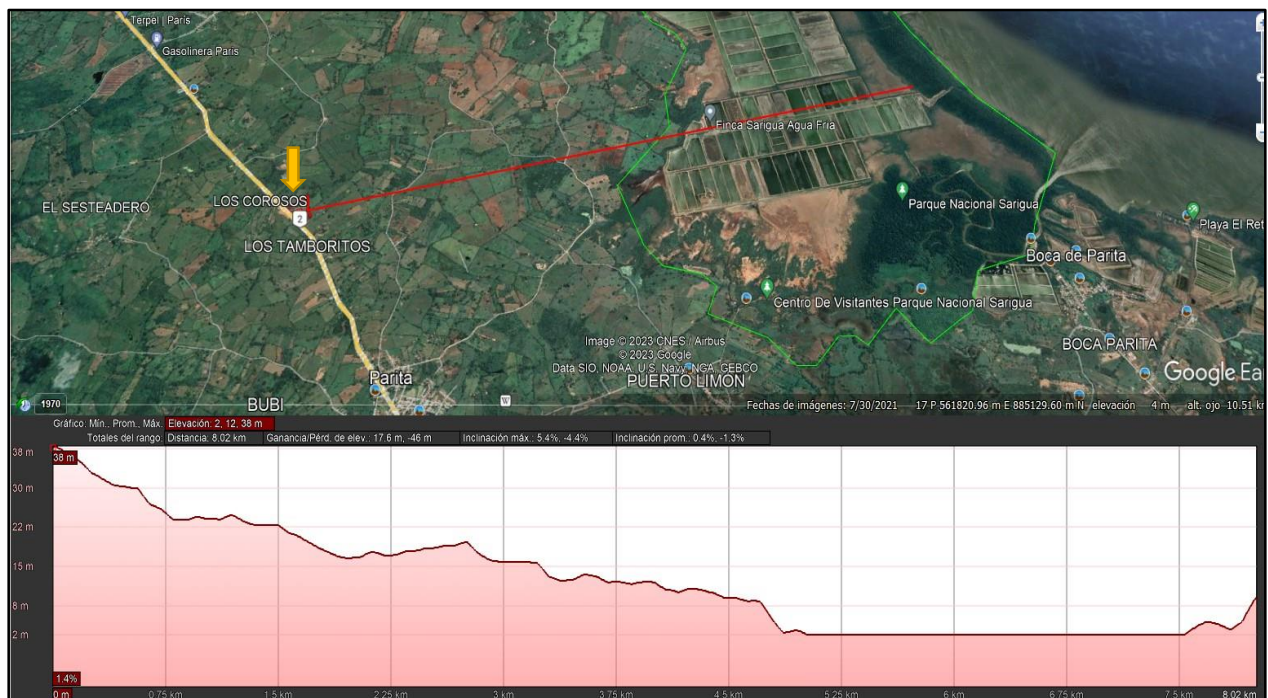 Terpel | París
Gasolinera Paris
Finca Sarigua Agua Fria
EL SESTEADERO
LOS COROSOS
2
LOS TAMBORITOS
Parque Nacional Sarigua
Playa El Ret
Boca de Parita
Centro De Visitantes Parque Nacional Sarigua
BOCA PARITA
Image © 2023 CNES / Airbus
© 2023 Google
Data SIO, NOAA, U.S. Navy, NGA, GEBCO
PUERTO LIMÓN
Google Ea
Parita
BUBI
1970
W
Fechas de imágenes: 7/30/2021 17 P 561820.96 m E 885129.60 m N elevación 4 m alt. ojo 10.51 km
Gráfico: Mín., Prom., Máx. Elevación: 2, 12, 38 m
Totales del rango: Distancia: 8.02 km Ganancia/Pérd. de elev.: 17.6 m, -46 m Inclinación máx.: 5.4%, -4.4% Inclinación prom.: 0.4%, -1.3%
38 m
38 m
30 m
22 m
15 m
8 m
2 m
1.4%
0 m 0.75 km 1.5 km 2.25 km 3 km 3.75 km 4.5 km 5.25 km 6 km 6.75 km 7.5 km 8.02 km